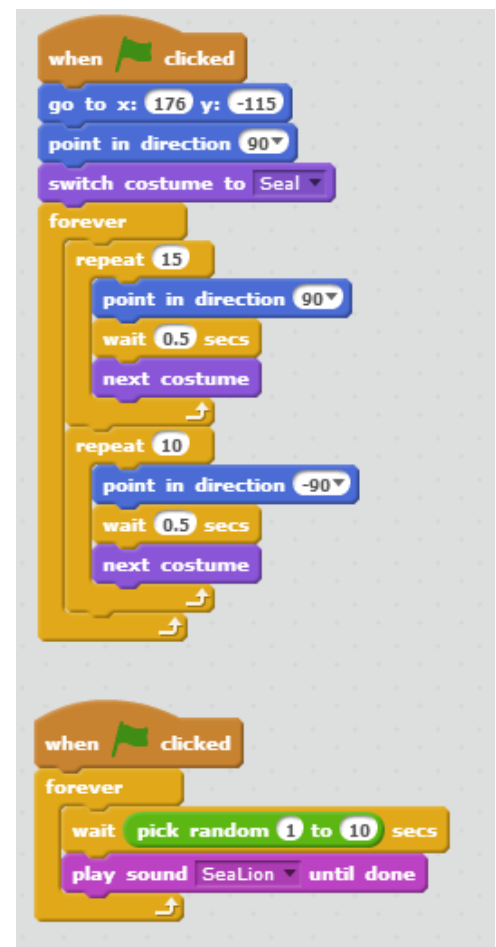 when clicked
go to x: 176 y: -115
point in direction 90
switch costume to Seal
forever
repeat 15
point in direction 90
wait 0.5 secs
next costume
repeat 10
point in direction -90
wait 0.5 secs
next costume
when clicked
forever
wait pick random 1 to 10 secs
play sound SeaLion until done